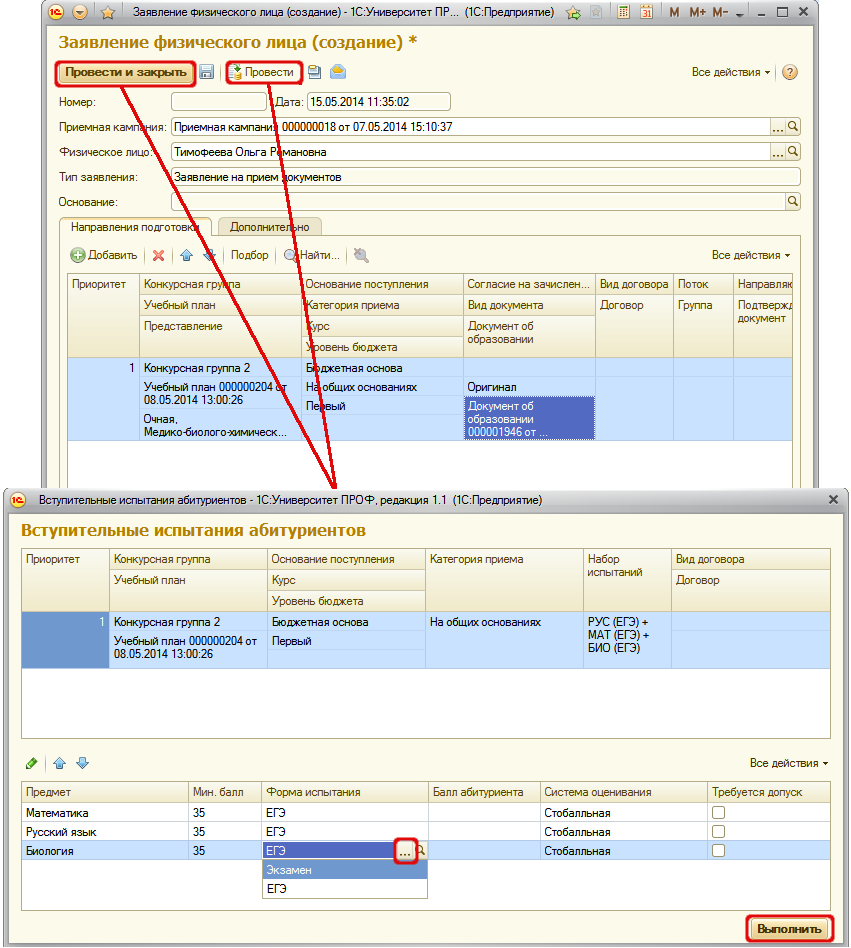 Заявление физического лица (создание) - 1С:Университет ПР... (1С:Предприятие)
M M+ M-
31
Заявление физического лица (создание) *
Провести и закрыть Провести Все действия
Номер: Дата: 15.05.2014 11:35:02
Приемная кампания: Приемная кампания 000000018 от 07.05.2014 15:10:37 ...
Физическое лицо: Тимофеева Ольга Романовна ...
Тип заявления: Заявление на прием документов
Основание:
Направления подготовки Дополнительно
Добавить Подбор Найти... Все действия
Приоритет Конкурсная группа Основание поступления Согласие на зачислен... Вид договора Поток Направляю
Учебный план Категория приема Вид документа Договор Группа Подтвержд
документ
Представление Курс Документ об
образовании
Уровень бюджета
1 Конкурсная группа 2 Бюджетная основа
Учебный план 000000204 от На общих основаниях Оригинал
08.05.2014 13:00:26
Первый Документ об
образовании
000001946 от ...
Очная,
Медико-биолого-химическ...
Вступительные испытания абитуриентов - 1С:Университет ПРОФ, редакция 1.1 (1С:Предприятие)
Вступительные испытания абитуриентов
Приоритет Конкурсная группа Основание поступления Категория приема Набор
испытаний Вид договора
Учебный план Курс Договор
Уровень бюджета
1 Конкурсная группа 2 Бюджетная основа На общих основаниях РУС (ЕГЭ) +
МАТ (ЕГЭ) +
БИО (ЕГЭ)
Учебный план 000000204 от Первый
08.05.2014 13:00:26
Все действия
Предмет Мин. балл Форма испытания Балл абитуриента Система оценивания Требуется допуск
Математика 35 ЕГЭ Стобалльная
Русский язык 35 ЕГЭ Стобалльная
Биология 35 ЕГЭ ... Стобалльная
Экзамен
ЕГЭ
Выполнить